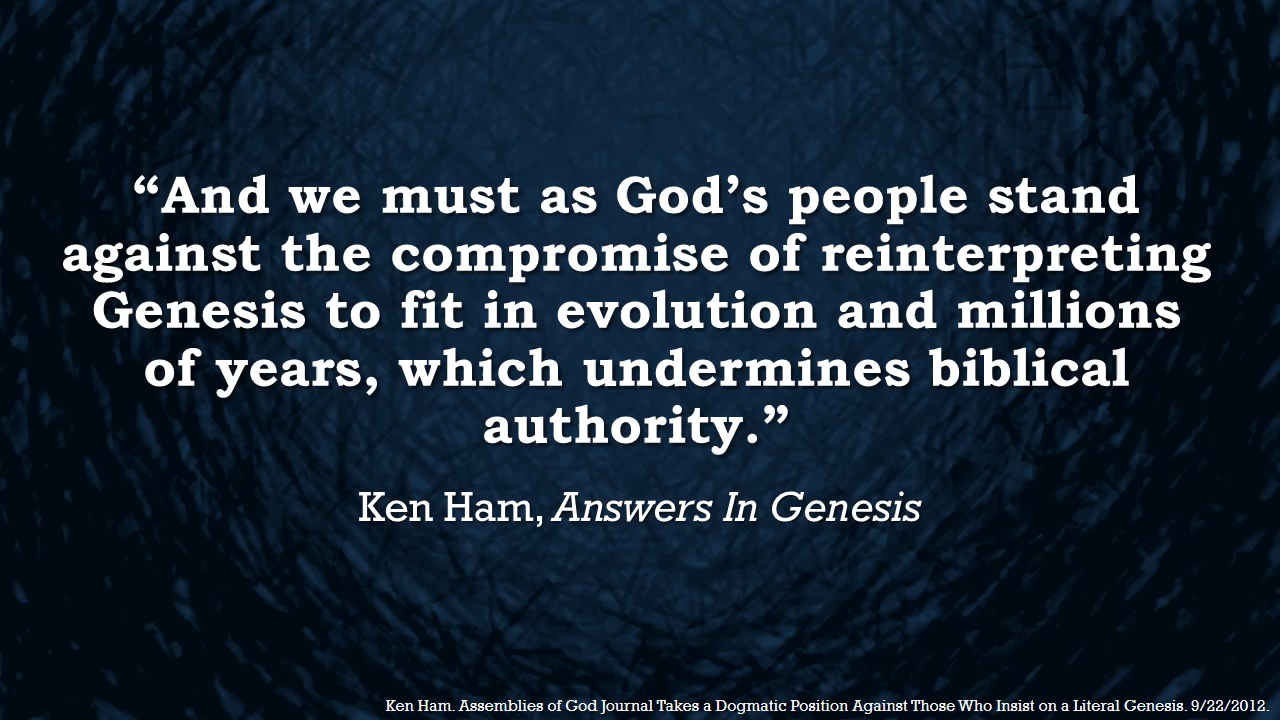 “And we must as God’s people stand
against the compromise of reinterpreting
Genesis to fit in evolution and millions
of years, which undermines biblical
authority.”
Ken Ham, Answers In Genesis
Ken Ham. Assemblies of God Journal Takes a Dogmatic Position Against Those Who Insist on a Literal Genesis. 9/22/2012.